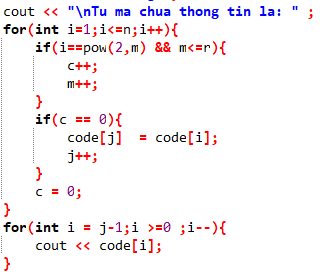 cout << "\nTu ma chua thong tin la: " ;
for(int i=1;i<=n;i++){
if(i==pow(2,m) && m<=r){
c++;
m++;
}
if(c == 0){
code[j]  = code[i];
j++;
}
c = 0;
}
for(int i = j-1;i >=0 ;i--){
cout << code[i];
}